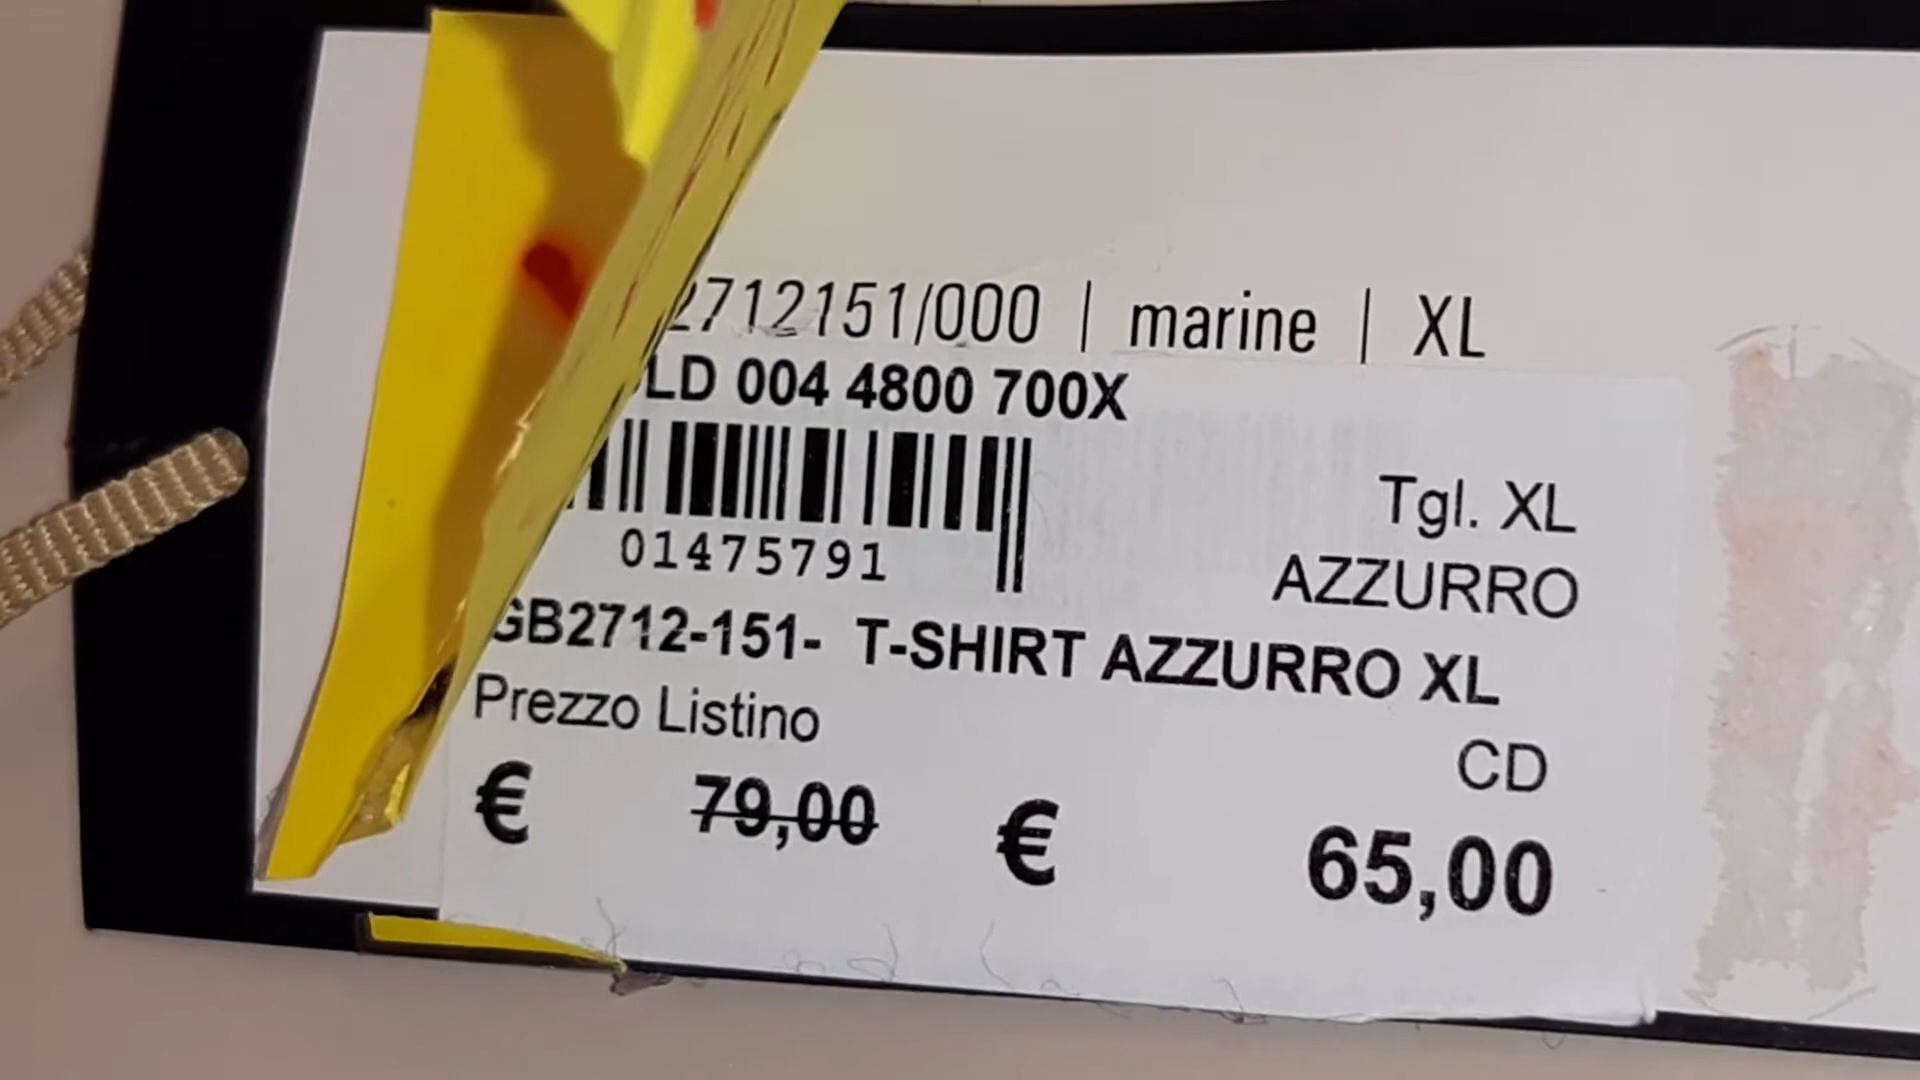 2712151/000 | marine | XL
LD 004 4800 700X
Tgl. XL
01475791
AZZURRO
GB2712-151- T-SHIRT AZZURRO XL
Prezzo Listino
CD
€ 79,00 € 65,00